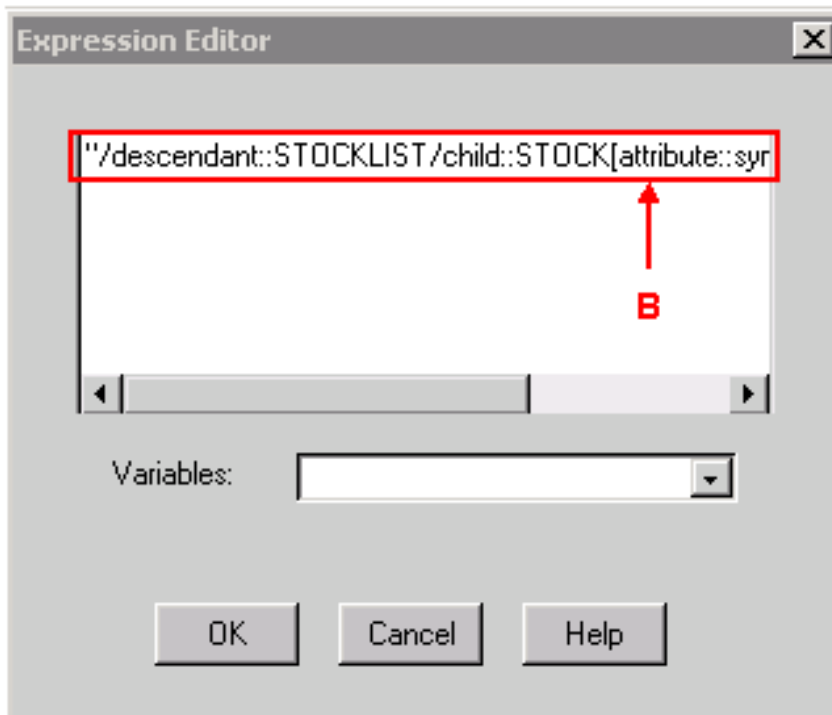 Expression Editor
"/descendant::STOCKLIST/child::STOCK[attribute::syr
B
Variables:
OK Cancel Help